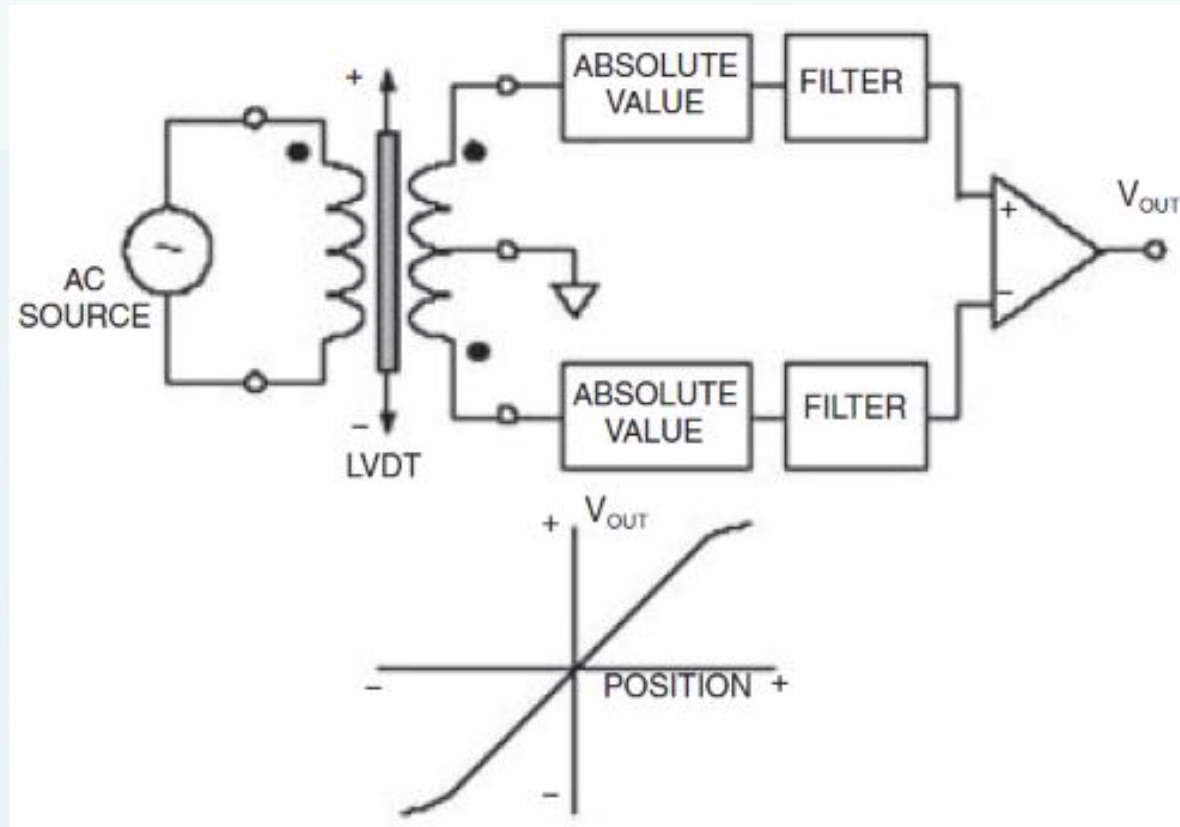 +
ABSOLUTE
VALUE
FILTER
~
AC
SOURCE
+
−
VOUT
−
LVDT
ABSOLUTE
VALUE
FILTER
+ VOUT
− POSITION +
−